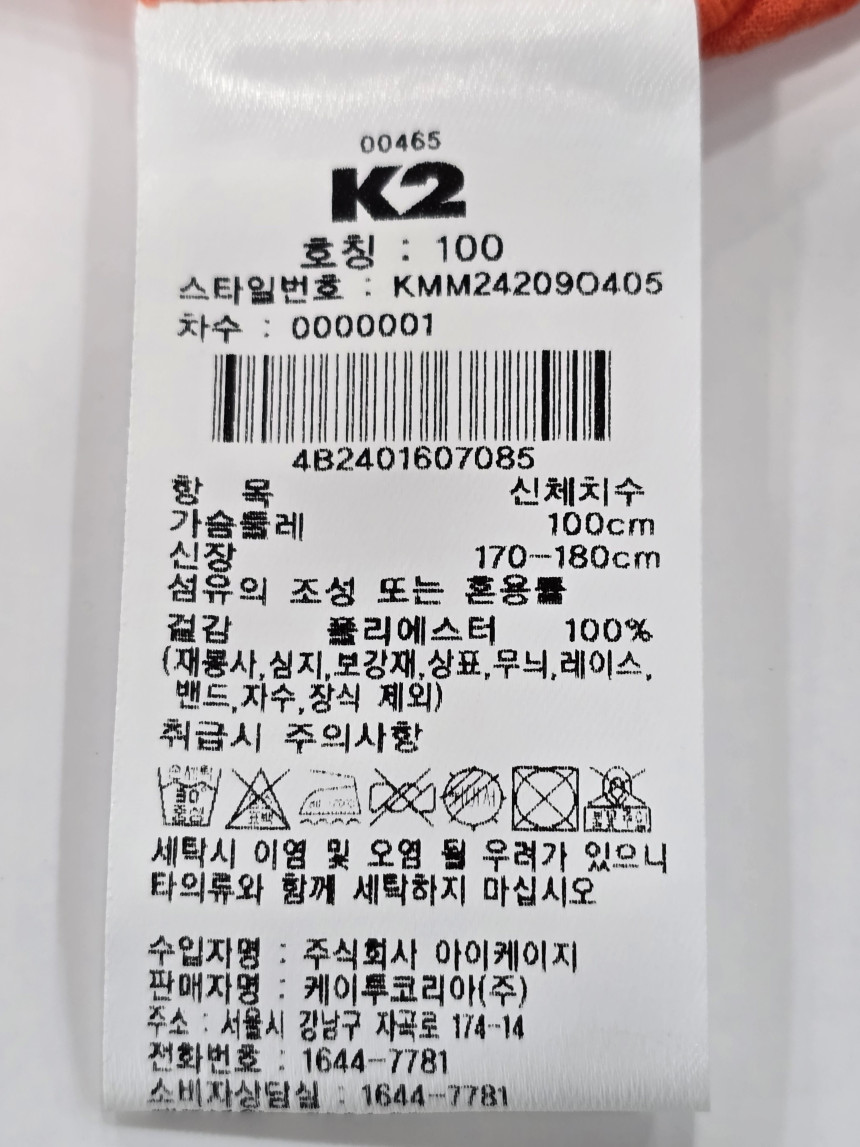 00465
K2
호칭 : 100
스타일번호 : KMM24209O405
차수 : 0000001
4B2401607085
항 목 신체치수
가슴둘레 100cm
신장 170-180cm
섬유의 조성 또는 혼용률
겉감 폴리에스터 100%
(재봉사,심지,보강재,상표,무늬,레이스,
밴드,자수,장식 제외)
취급시 주의사항
세탁시 이염 및 오염 될 우려가 있으니
타의류와 함께 세탁하지 마십시오
수입자명 : 주식회사 아이케이지
판매자명 : 케이투코리아(주)
주소 : 서울시 강남구 자곡로 174-14
전화번호 : 1644-7781
소비자상담실 : 1644-7781